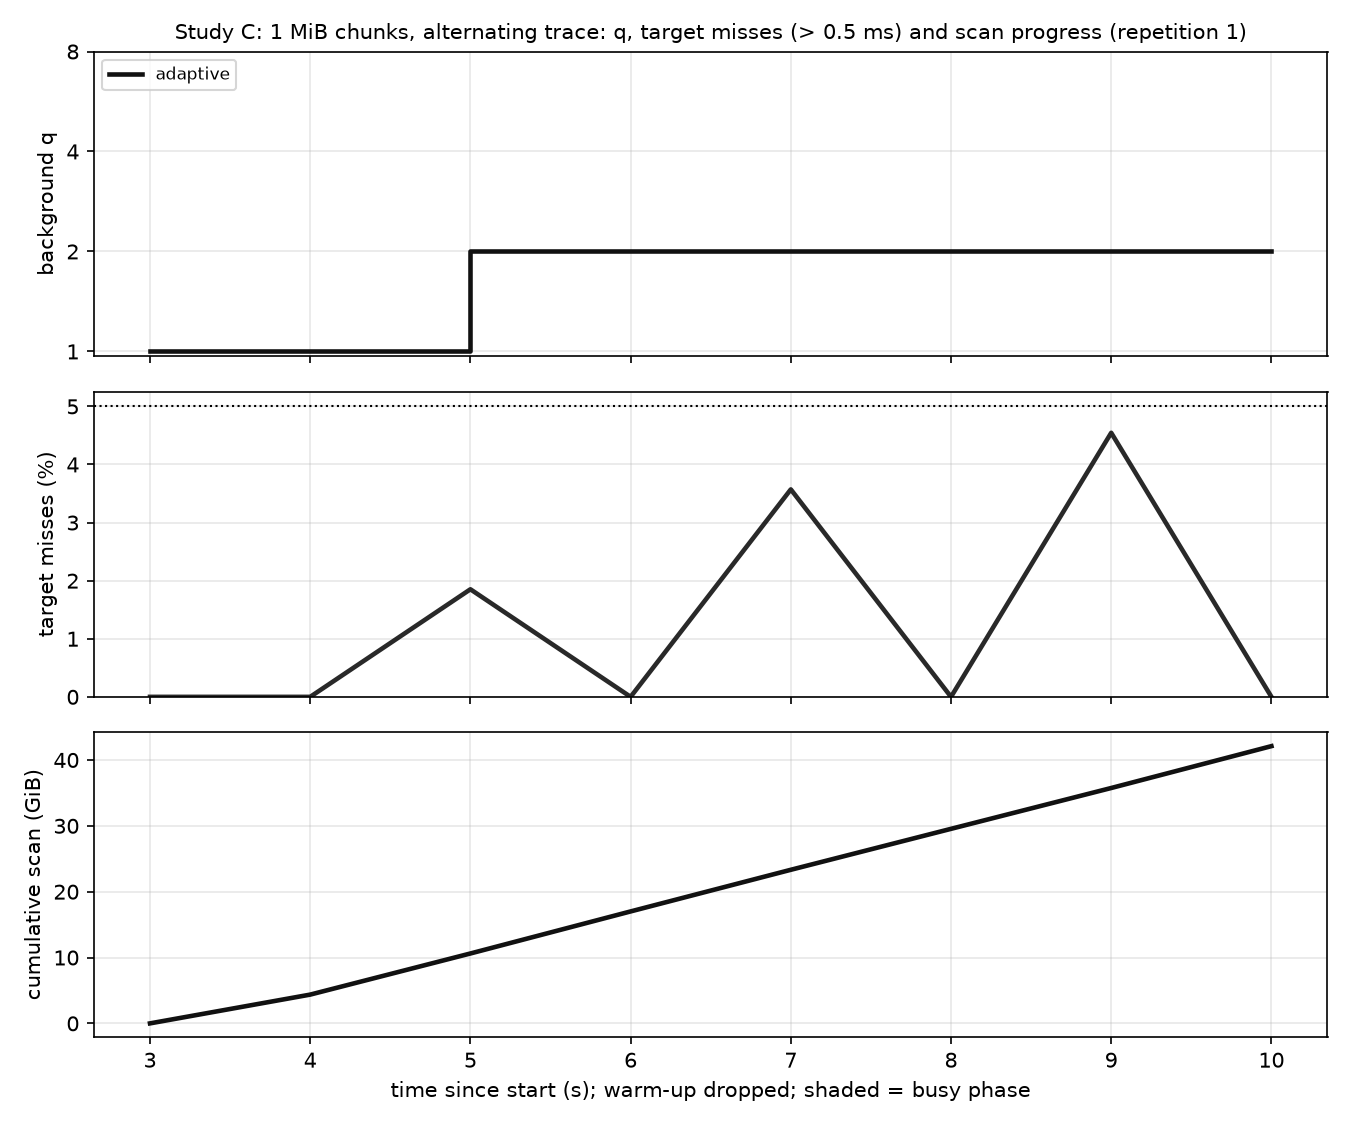 Study C: 1 MiB chunks, alternating trace: q, target misses (> 0.5 ms) and scan progress (repetition 1)
adaptive
background q
8
4
2
1
target misses (%)
5
4
3
2
1
0
cumulative scan (GiB)
40
30
20
10
0
3 4 5 6 7 8 9 10
time since start (s); warm-up dropped; shaded = busy phase